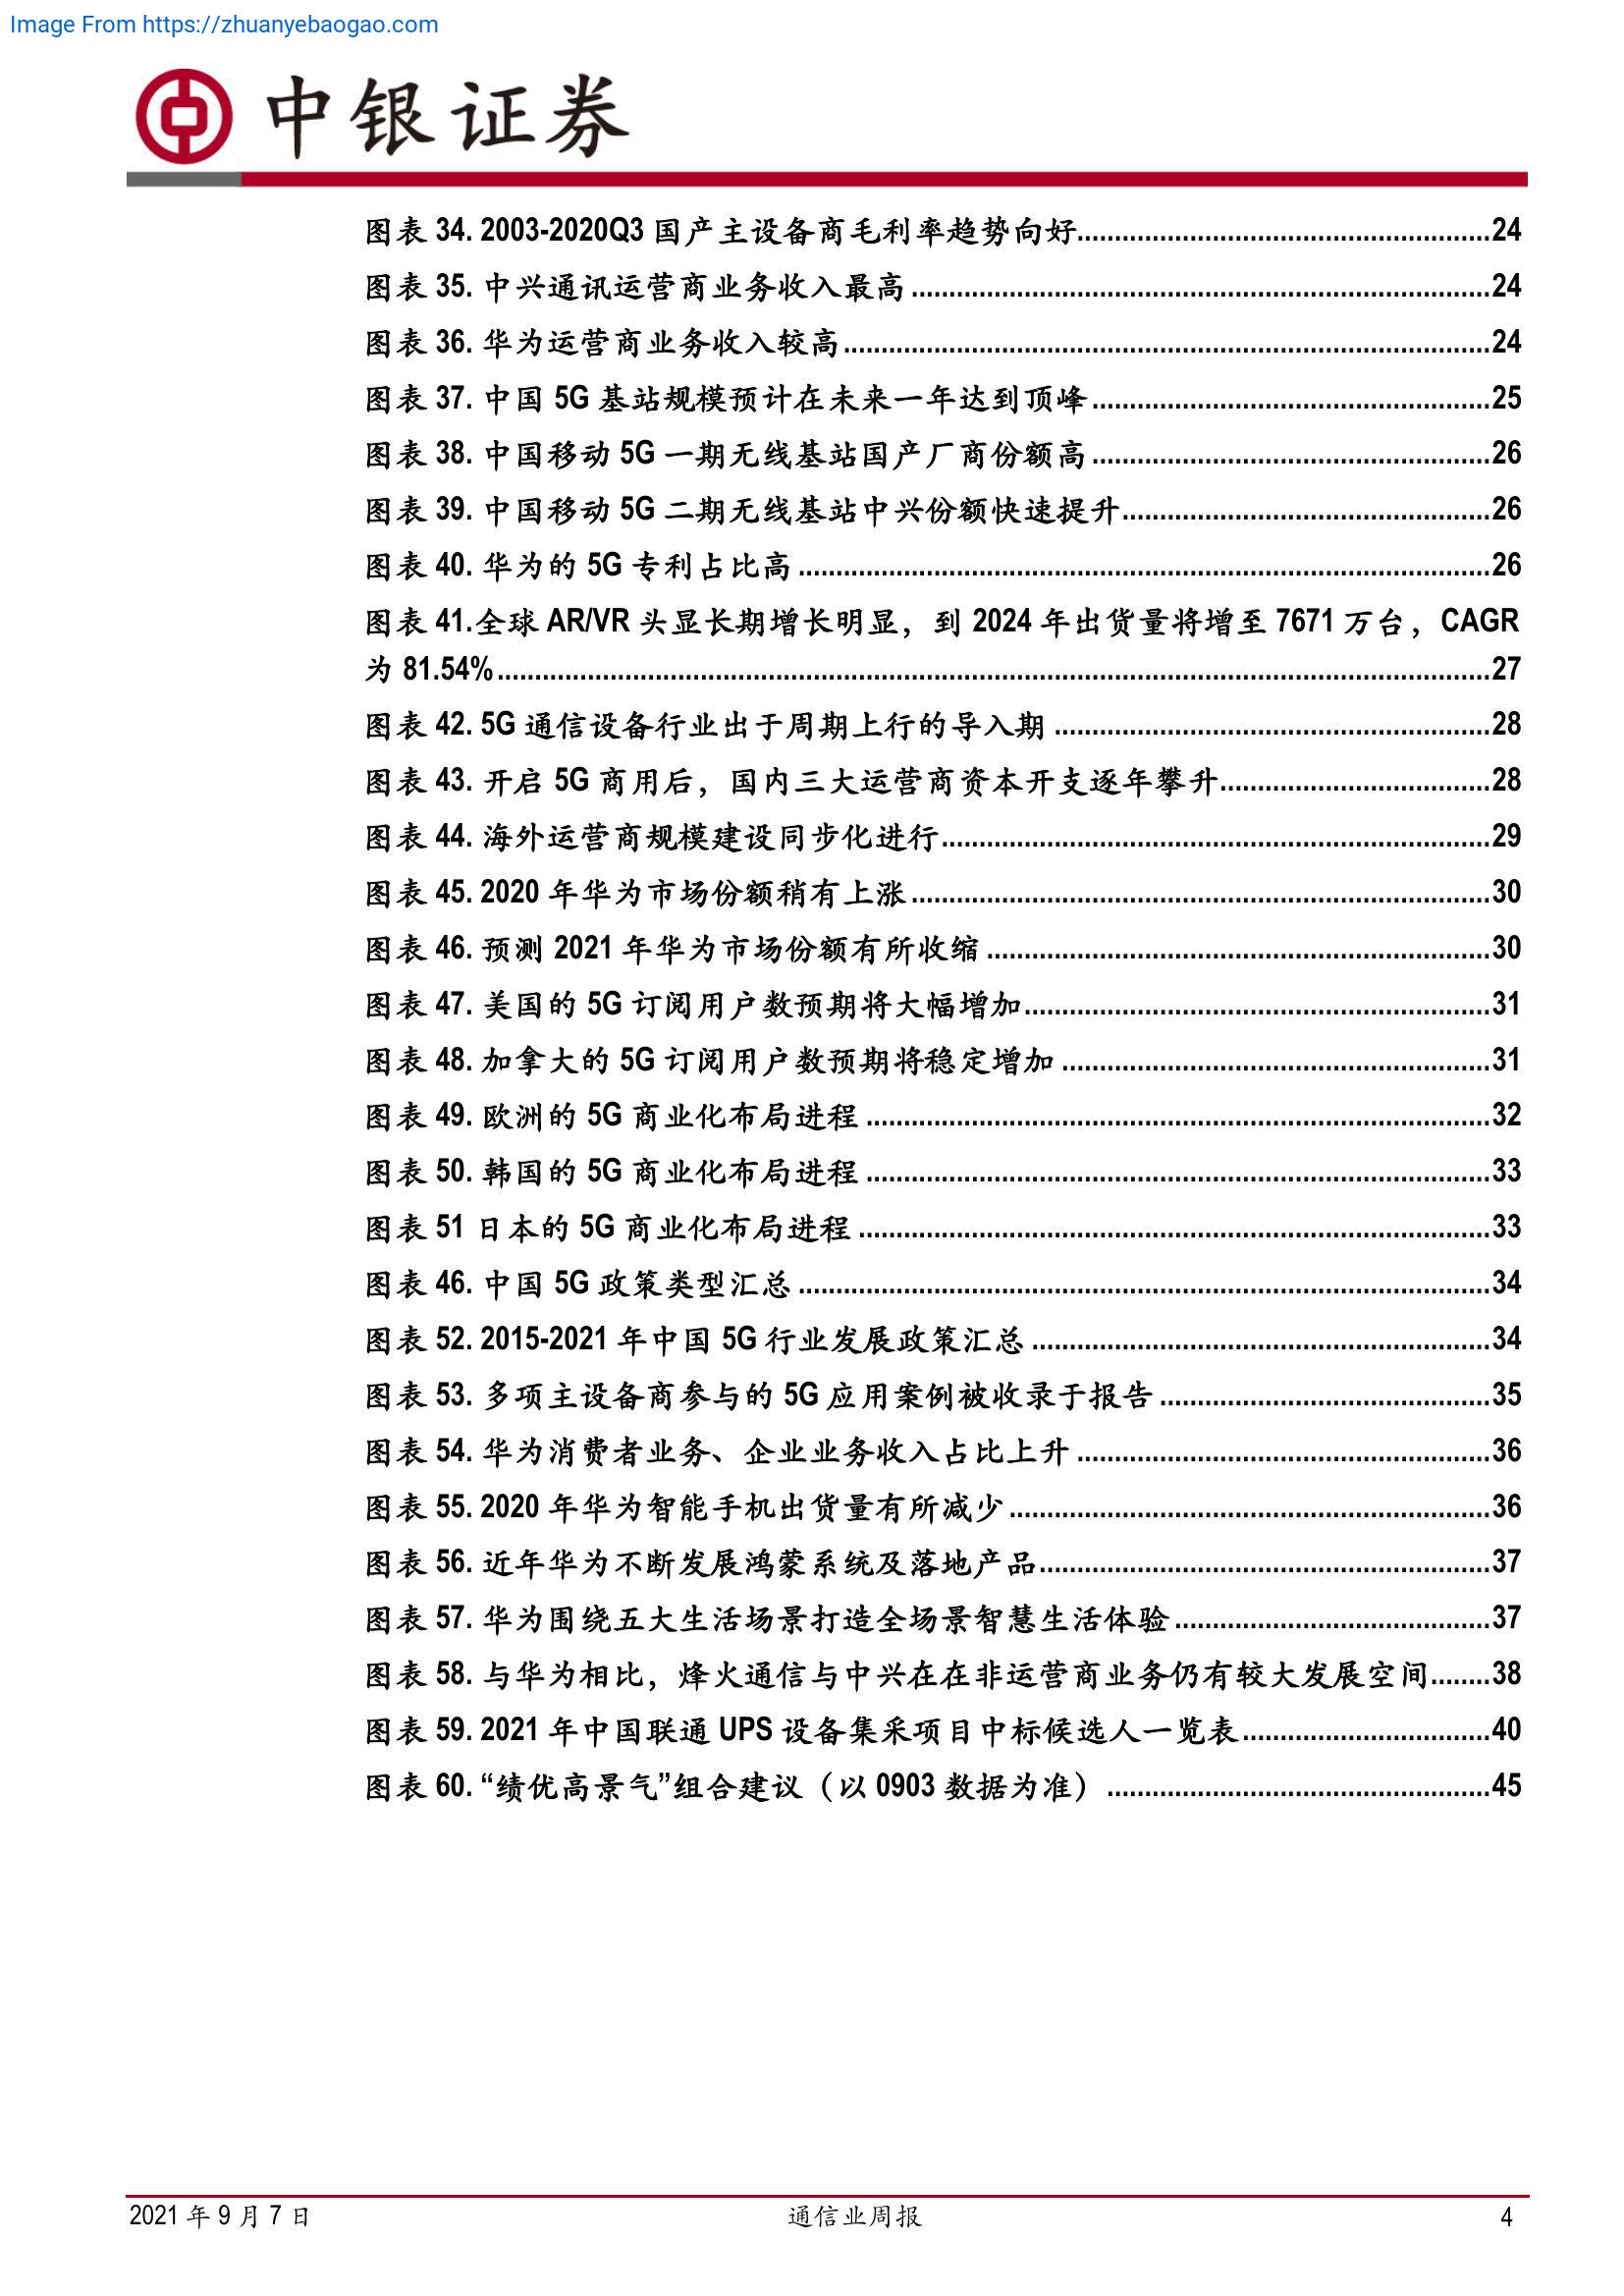 Image From https://zhuanyebaogao.com
中银证券
图表 34. 2003-2020Q3 国产主设备商毛利率趋势向好........................................................24
图表 35. 中兴通讯运营商业务收入最高..............................................................................24
图表 36. 华为运营商业务收入较高.......................................................................................24
图表 37. 中国 5G 基站规模预计在未来一年达到顶峰......................................................25
图表 38. 中国移动 5G 一期无线基站国产厂商份额高......................................................26
图表 39. 中国移动 5G 二期无线基站中兴份额快速提升..................................................26
图表 40. 华为的 5G 专利占比高.............................................................................................26
图表 41.全球 AR/VR 头显长期增长明显，到 2024 年出货量将增至 7671 万台，CAGR
为 81.54%.....................................................................................................................................27
图表 42. 5G 通信设备行业出于周期上行的导入期...........................................................28
图表 43. 开启 5G 商用后，国内三大运营商资本开支逐年攀升....................................28
图表 44. 海外运营商规模建设同步化进行..........................................................................29
图表 45. 2020 年华为市场份额稍有上涨..............................................................................30
图表 46. 预测 2021 年华为市场份额有所收缩....................................................................30
图表 47. 美国的 5G 订阅用户数预期将大幅增加...............................................................31
图表 48. 加拿大的 5G 订阅用户数预期将稳定增加..........................................................31
图表 49. 欧洲的 5G 商业化布局进程....................................................................................32
图表 50. 韩国的 5G 商业化布局进程....................................................................................33
图表 51 日本的 5G 商业化布局进程.....................................................................................33
图表 46. 中国 5G 政策类型汇总.............................................................................................34
图表 52. 2015-2021 年中国 5G 行业发展政策汇总..............................................................34
图表 53. 多项主设备商参与的 5G 应用案例被收录于报告.............................................35
图表 54. 华为消费者业务、企业业务收入占比上升........................................................36
图表 55. 2020 年华为智能手机出货量有所减少.................................................................36
图表 56. 近年华为不断发展鸿蒙系统及落地产品.............................................................37
图表 57. 华为围绕五大生活场景打造全场景智慧生活体验...........................................37
图表 58. 与华为相比，烽火通信与中兴在在非运营商业务仍有较大发展空间........38
图表 59. 2021 年中国联通 UPS 设备集采项目中标候选人一览表..................................40
图表 60. “绩优高景气”组合建议（以 0903 数据为准）....................................................45
2021 年 9 月 7 日
通信业周报
4